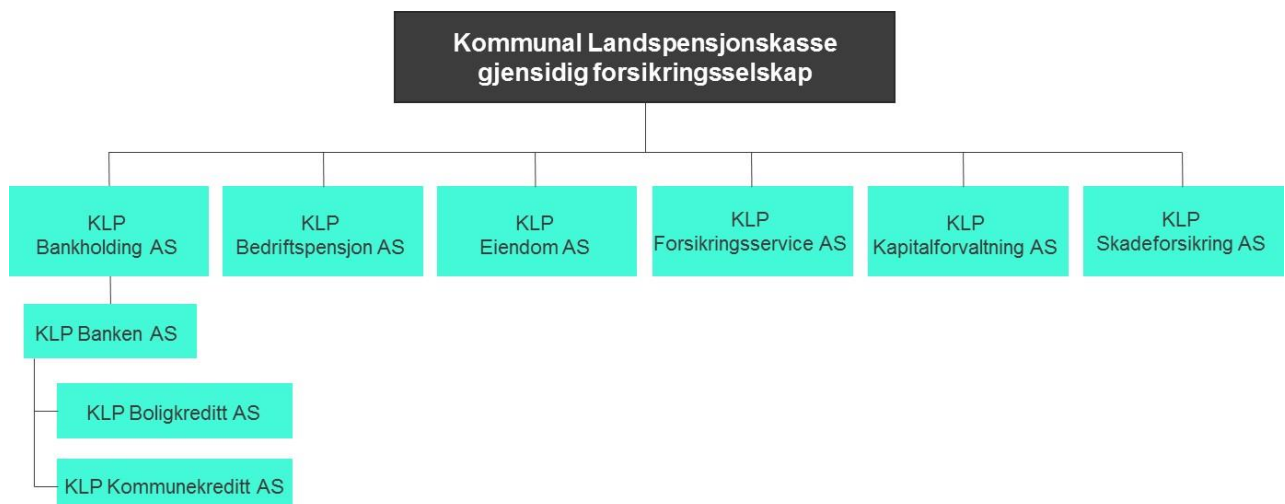 Kommunal Landspensjonskasse
gjensidig forsikringsselskap
KLP
Bankholding AS
KLP
Bedriftspensjon AS
KLP
Eiendom AS
KLP
Forsikringsservice AS
KLP
Kapitalforvaltning AS
KLP
Skadeforsikring AS
KLP Banken AS
KLP Boligkreditt AS
KLP Kommunekreditt AS